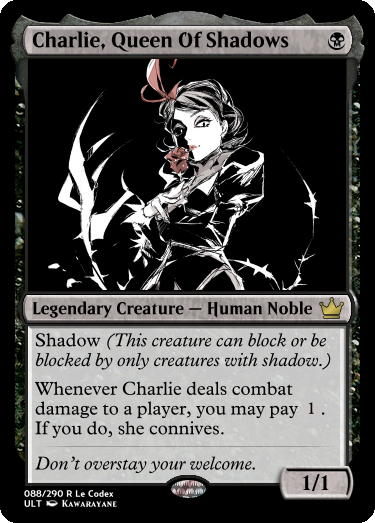 Charlie, Queen Of Shadows
Legendary Creature — Human Noble
Shadow (This creature can block or be
blocked by only creatures with shadow.)
Whenever Charlie deals combat
damage to a player, you may pay 1 .
If you do, she connives.
Don't overstay your welcome.
1/1
088/290 R Le Codex
ULT KAWARAYANE